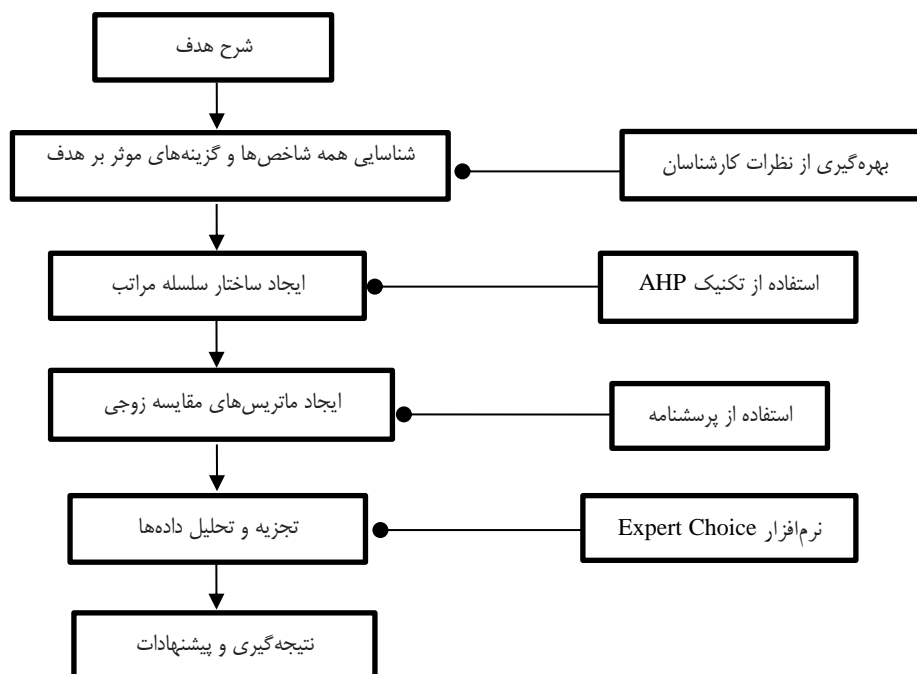 شرح هدف
شناسایی همه شاخص‌ها و گزینه‌های موثر بر هدف
بهره‌گیری از نظرات کارشناسان
ایجاد ساختار سلسله مراتب
استفاده از تکنیک AHP
ایجاد ماتریس‌های مقایسه زوجی
استفاده از پرسشنامه
تجزیه و تحلیل داده‌ها
نرم‌افزار Expert Choice
نتیجه‌گیری و پیشنهادات